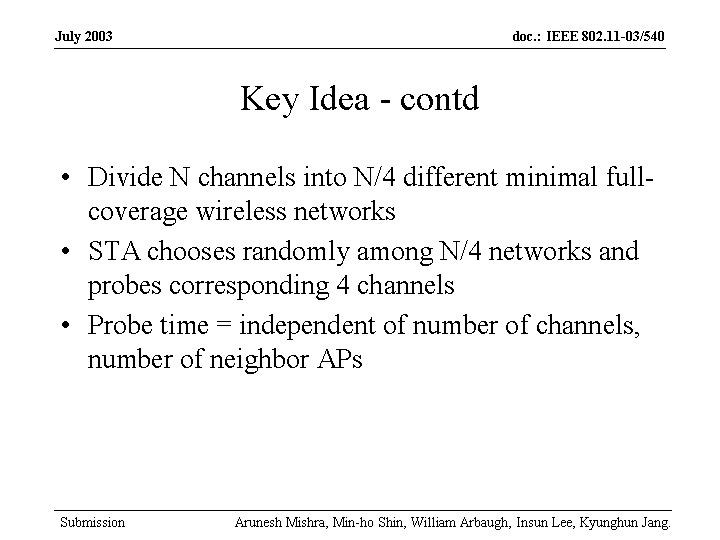 July 2003
doc.: IEEE 802.11-03/540
Key Idea - contd
• Divide N channels into N/4 different minimal full-
coverage wireless networks
• STA chooses randomly among N/4 networks and
probes corresponding 4 channels
• Probe time = independent of number of channels,
number of neighbor APs
Submission
Arunesh Mishra, Min-ho Shin, William Arbaugh, Insun Lee, Kyunghun Jang.